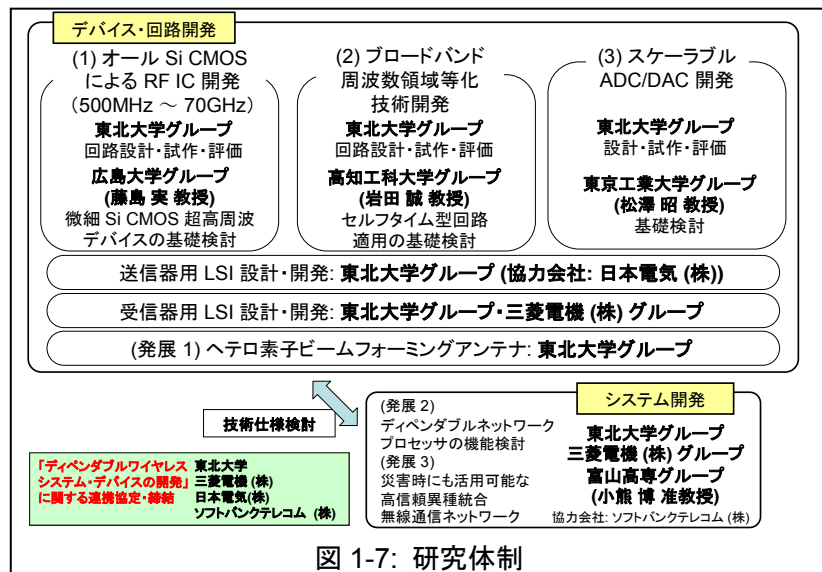 デバイス・回路開発
(1) オール Si CMOS
による RF IC 開発
（500MHz ～ 70GHz）
東北大学グループ
回路設計・試作・評価
広島大学グループ
(藤島 実 教授)
微細 Si CMOS 超高周波
デバイスの基礎検討
(2) ブロードバンド
周波数領域等化
技術開発
東北大学グループ
回路設計・試作・評価
高知工科大学グループ
(岩田 誠 教授)
セルフタイム型回路
適用の基礎検討
(3) スケーラブル
ADC/DAC 開発
東北大学グループ
設計・試作・評価
東京工業大学グループ
(松澤 昭 教授)
基礎検討
送信器用 LSI 設計・開発: 東北大学グループ (協力会社: 日本電気 (株))
受信器用 LSI 設計・開発: 東北大学グループ・三菱電機 (株) グループ
(発展 1) ヘテロ素子ビームフォーミングアンテナ: 東北大学グループ
技術仕様検討
「ディペンダブルワイヤレス
システム・デバイスの開発」
に関する連携協定・締結
東北大学
三菱電機 (株)
日本電気(株)
ソフトバンクテレコム (株)
システム開発
(発展 2)
ディペンダブルネットワーク
プロセッサの機能検討
(発展 3)
災害時にも活用可能な
高信頼異種統合
無線通信ネットワーク
東北大学グループ
三菱電機 (株) グループ
富山高専グループ
(小熊 博 准教授)
協力会社: ソフトバンクテレコム (株)
図 1-7: 研究体制